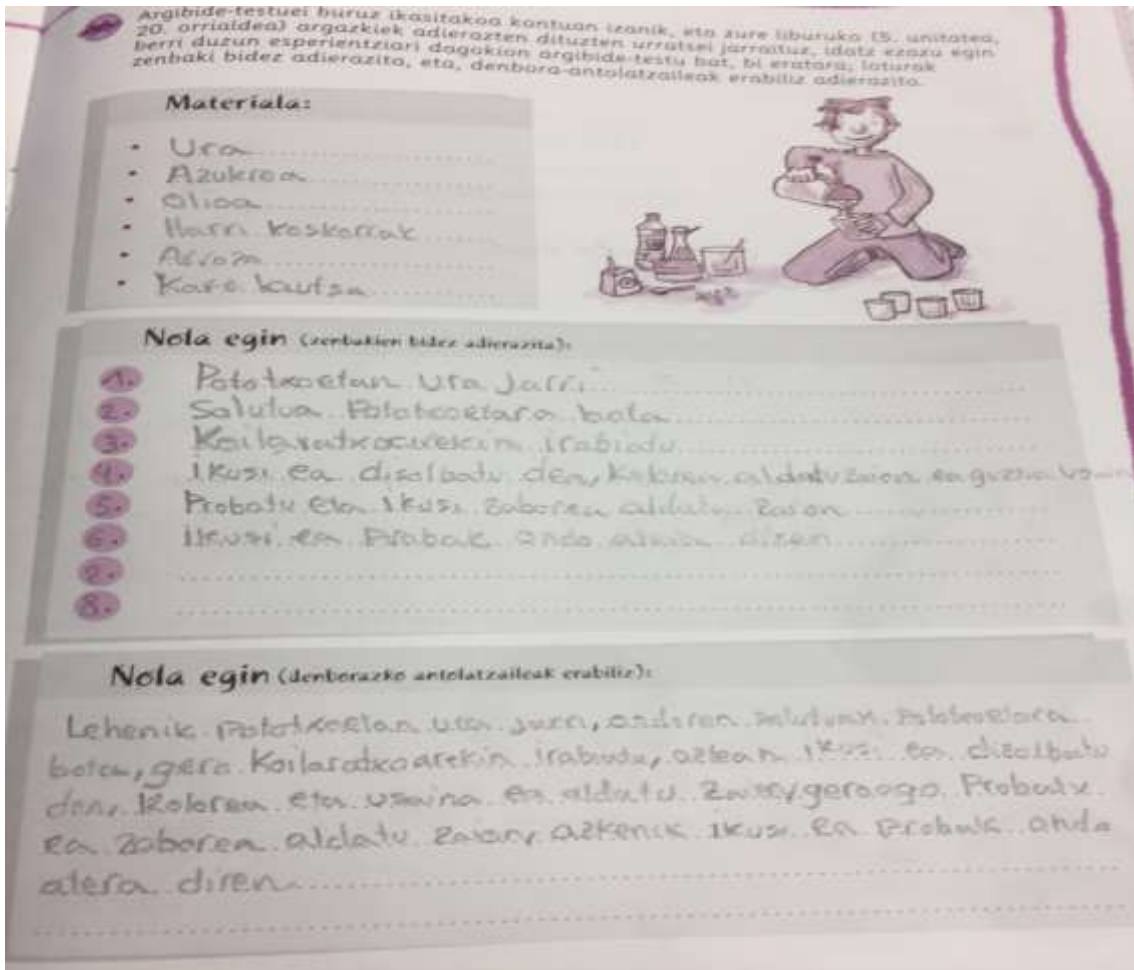 Argibide-testuei buruz ikasitakoa kontuan izanik, eta zure liburuko (5. unitatea,
20. orrialdea) argazkiek adierazten dituzten urratsei jarraituz, idatz ezazu egin
berri duzun esperientziari dagokion argibide-testu bat, bi eratara; loturak
zenbaki bidez adierazita, eta, denbora-antolatzaileak erabiliz adierazita.
Materiala:
• Ura
• Azukrea
• Olioa
• Harri koskorrak
• Arroza
• Kafe kautsa
Nola egin (zenbakien bidez adierazita):
1. Pototxoetan ura jarri
2. Salutua Pototxoetara bota
3. Koilaratxoarekin irabiatu
4. Ikusi ea disolbatu den, kolorea aldatu zaion ea
5. Probatu eta ikusi zaborea aldatu zaion
6. Ikusi ea Probak ondo atera diren
7.
8.
Nola egin (denborazko antolatzaileak erabiliz):
Lehenik pototxoetan ura jarri, ondoren salutuak Pototxoetara
bota, gero Koilaratxoarekin irabiatu, ikusi ea disolbatu
den, Kolorea eta usaina ea aldatu zaion, geroago Probatu
ea zaborea aldatu zaion, azkenik ikusi ea Probak ondo
atera diren